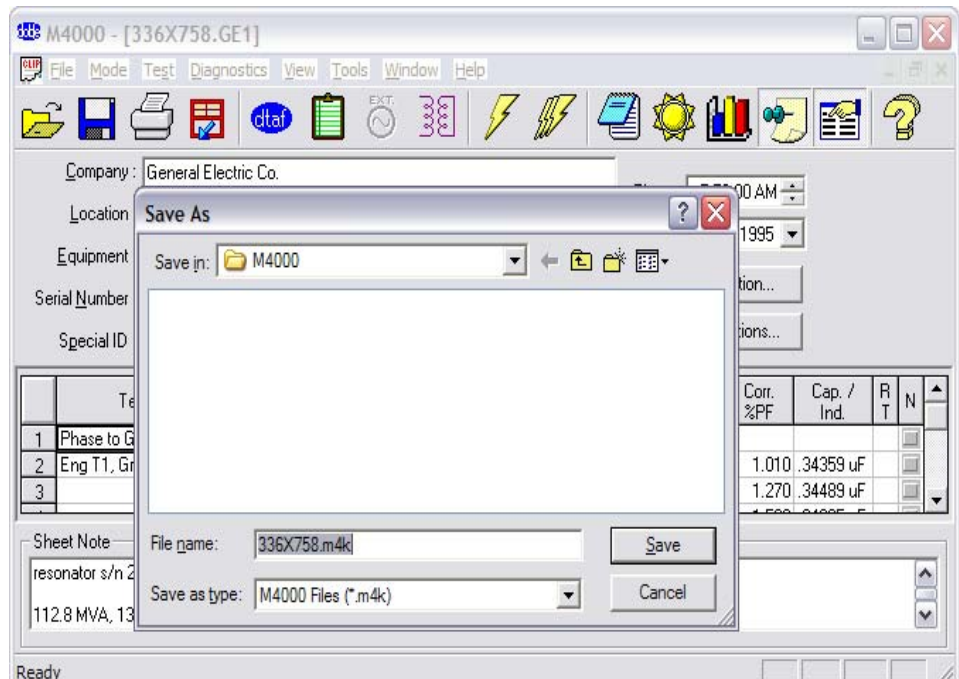 M4000 - [336X758.GE1]
File Mode Test Diagnostics View Tools Window Help
dtaf EXT.
Company : General Electric Co.
00 AM
Location
1995
Equipment
Serial Number
Special ID
Save As
Save in: M4000
File name: 336X758.m4k
Save
Save as type: M4000 Files (*.m4k)
Cancel
Corr. %PF Cap. / Ind. R T N
1 Phase to G
2 Eng T1, Gr 1.010 .34359 uF
3 1.270 .34489 uF
Sheet Note
resonator s/n 2
112.8 MVA, 13
Ready